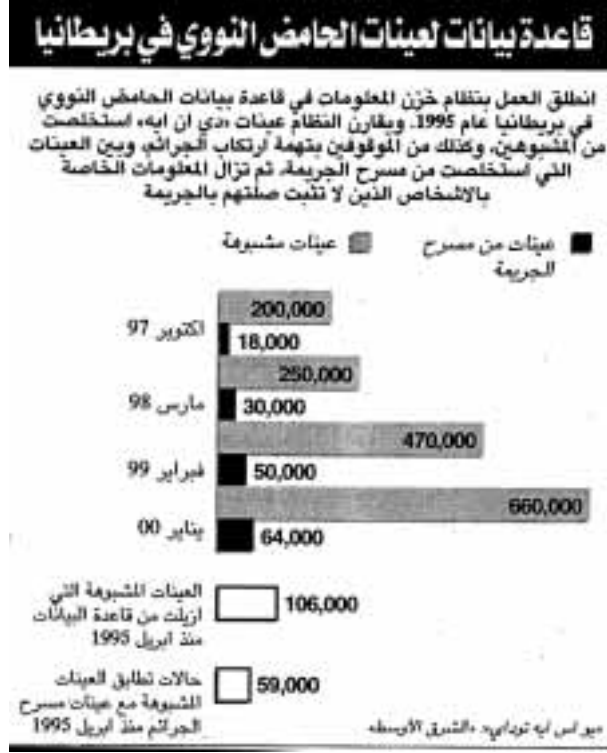 قاعدة بيانات لعينات الحامض النووي في بريطانيا
انطلق العمل بنظام خزن المعلومات في قاعدة بيانات الحامض النووي
في بريطانيا عام 1995. ويقارن النظام عينات «دي ان ايه» استخلصت
من المشبوهين، وكذلك من الموقوفين بتهمة ارتكاب الجرائم، وبين العينات
التي استخلصت من مسرح الجريمة، ثم تزال المعلومات الخاصة
بالاشخاص الذين لا تثبت صلتهم بالجريمة
عينات من مسرح
الجريمة
عينات مشبوهة
اكتوبر 97
200,000
18,000
مارس 98
250,000
30,000
فبراير 99
470,000
50,000
يناير 00
660,000
64,000
العينات المشبوهة التي
ازيلت من قاعدة البيانات
منذ ابريل 1995
106,000
حالات تطابق العينات
المشبوهة مع عينات مسرح
الجرائم منذ ابريل 1995
59,000
«يو اس ايه توداي»، «الشرق الأوسط»